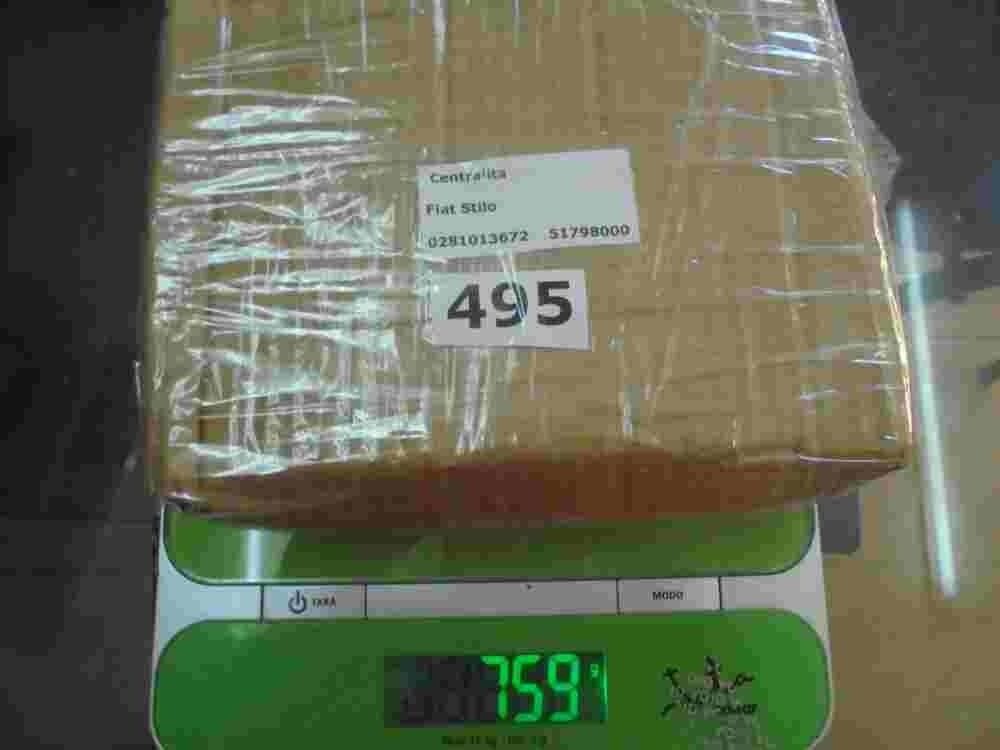 Centralita
Fiat Stilo
0281013672 51798000
495
TARA
MODO
759 g